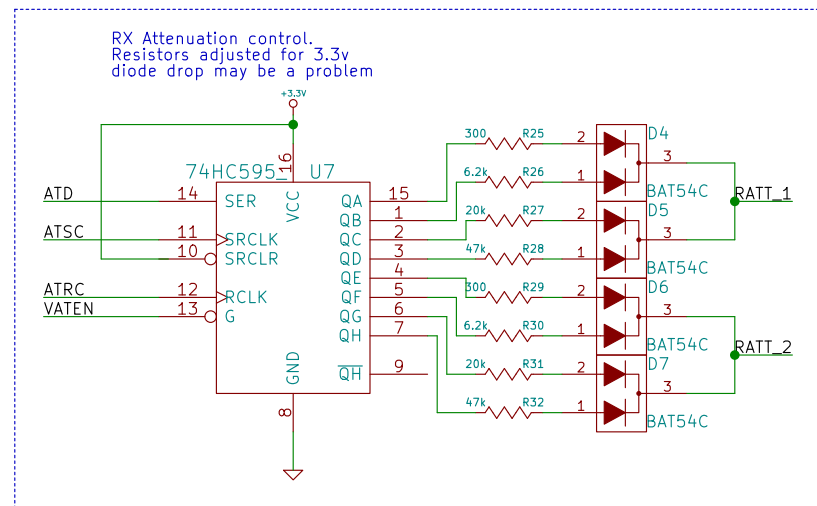 RX Attenuation control.
Resistors adjusted for 3.3v
diode drop may be a problem
+3.3V
74HC595 U7
16
VCC
ATD 14 SER QA 15
QB 1
ATSC 11 SRCLK QC 2
10 SRCLR QD 3
QE 4
ATRC 12 RCLK QF 5
VATEN 13 G QG 6
QH 7
QH 9
GND
8
300 R25 2 D4
3
6.2k R26 1 BAT54C
RATT_1
20k R27 2 D5
3
47k R28 1 BAT54C
300 R29 2 D6
3
6.2k R30 1 BAT54C
RATT_2
20k R31 2 D7
3
47k R32 1 BAT54C